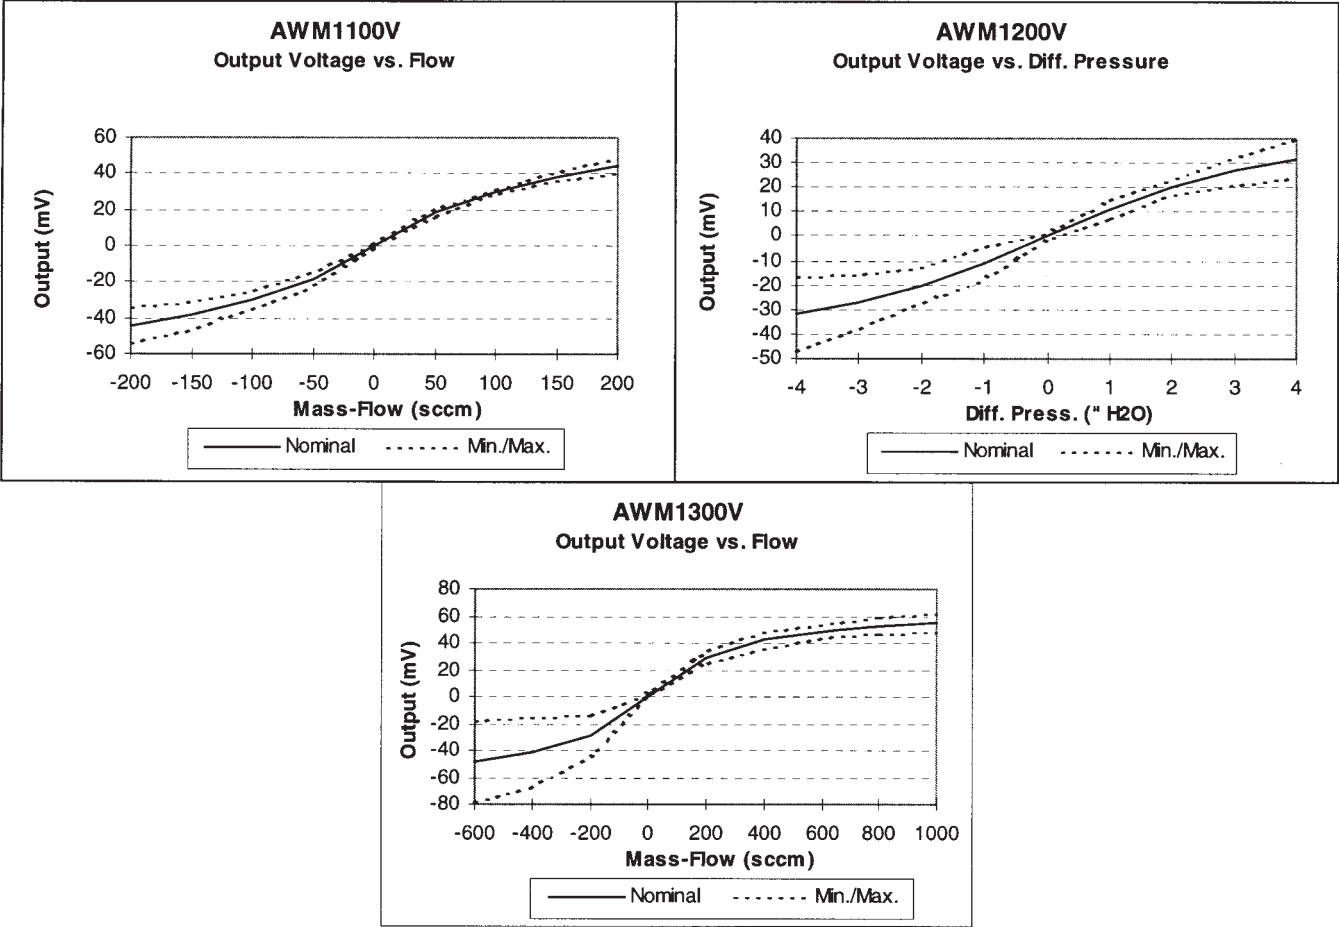 AWM1100V
Output Voltage vs. Flow
60
40
20
0
-20
-40
-60
Output (mV)
-200 -150 -100 -50 0 50 100 150 200
Mass-Flow (sccm)
Nominal Min./Max.
AWM1200V
Output Voltage vs. Diff. Pressure
40
30
20
10
0
-10
-20
-30
-40
-50
Output (mV)
-4 -3 -2 -1 0 1 2 3 4
Diff. Press. (" H2O)
Nominal Min./Max.
AWM1300V
Output Voltage vs. Flow
80
60
40
20
0
-20
-40
-60
-80
Output (mV)
-600 -400 -200 0 200 400 600 800 1000
Mass-Flow (sccm)
Nominal Min./Max.